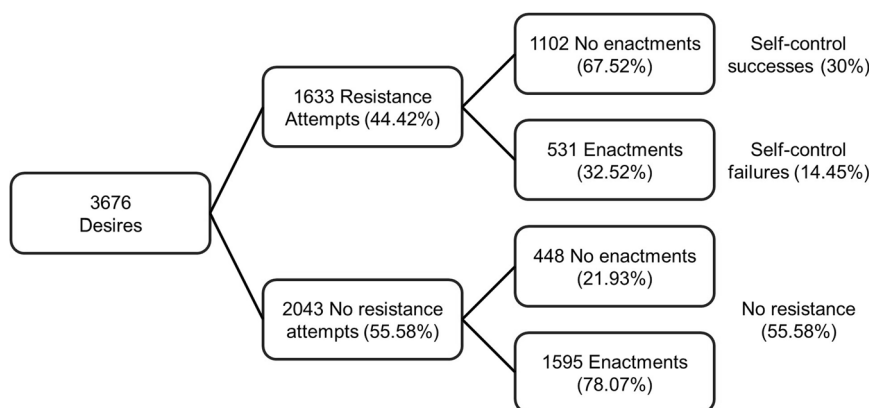 1102 No enactments
(67.52%)
Self-control
successes (30%)
1633 Resistance
Attempts (44.42%)
531 Enactments
(32.52%)
Self-control
failures (14.45%)
3676
Desires
448 No enactments
(21.93%)
2043 No resistance
attempts (55.58%)
No resistance
(55.58%)
1595 Enactments
(78.07%)